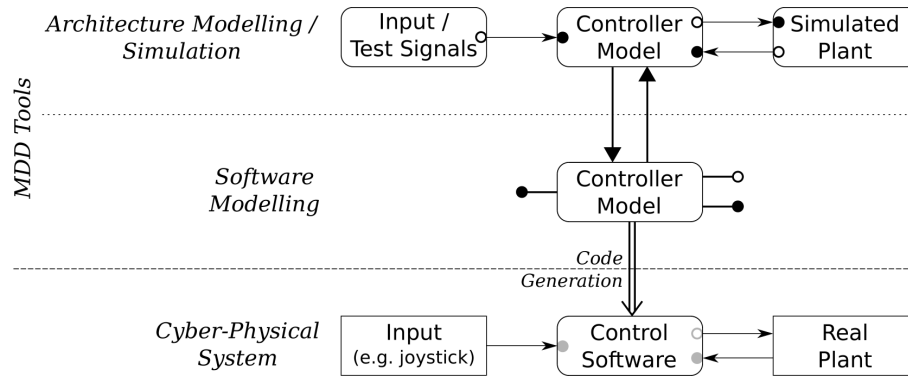 Architecture Modelling /
Simulation
Input /
Test Signals
Controller
Model
Simulated
Plant
MDD Tools
Software
Modelling
Controller
Model
Code
Generation
Cyber-Physical
System
Input
(e.g. joystick)
Control
Software
Real
Plant